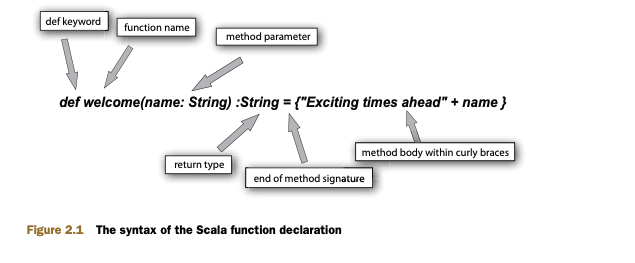 def keyword
function name
method parameter
def welcome(name: String) :String = {"Exciting times ahead" + name }
return type
end of method signature
method body within curly braces
Figure 2.1 The syntax of the Scala function declaration